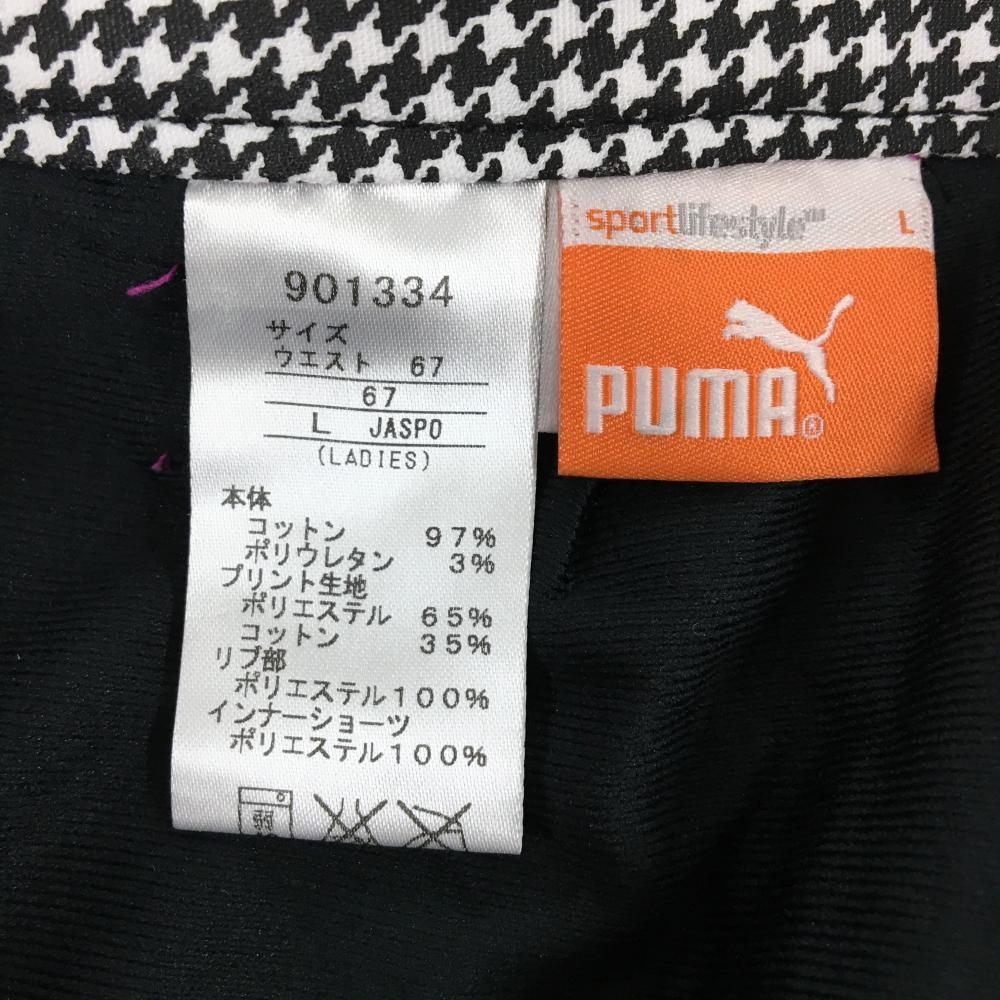 901334
サイズ
ウエスト 67
67
L JASPO
(LADIES)
本体
コットン 97%
ポリウレタン 3%
プリント生地
ポリエステル 65%
コットン 35%
リブ部
ポリエステル100%
インナーショーツ
ポリエステル100%
弱
sportlifestyle L
PUMA®